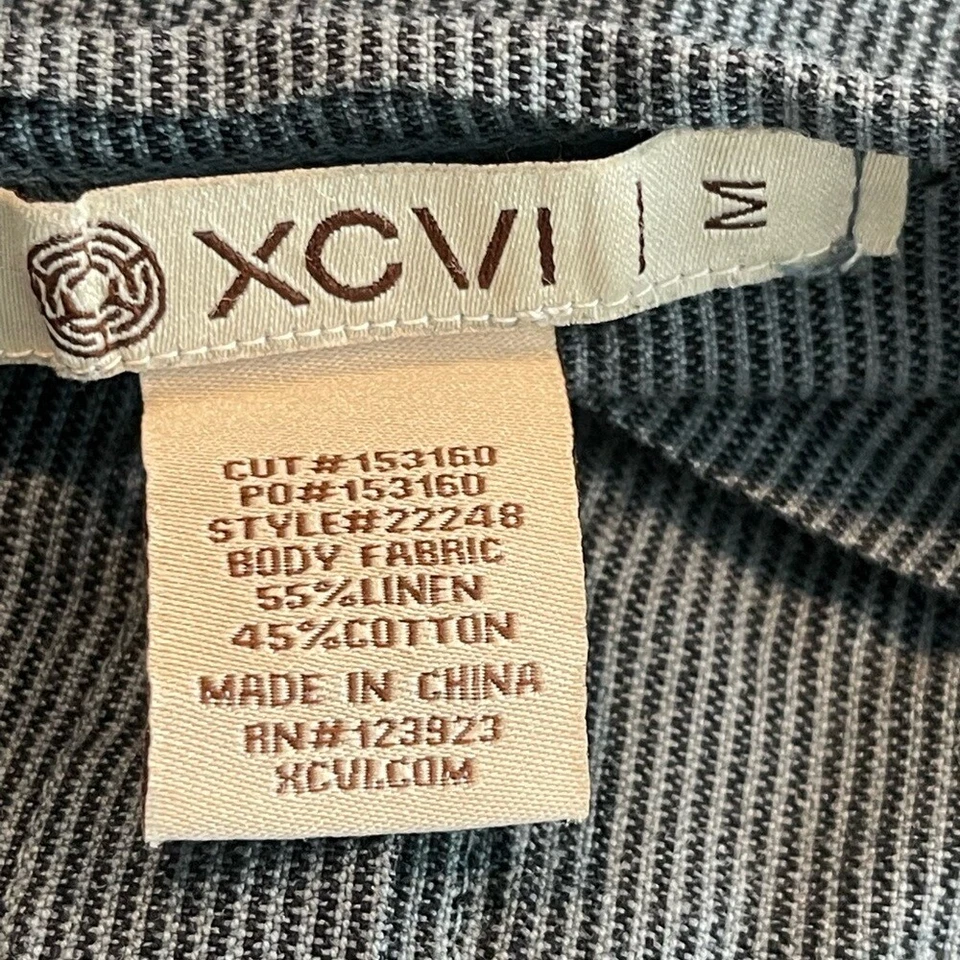 XCVI | M
CUT#153160
PO#153160
STYLE#22248
BODY FABRIC
55%LINEN
45%COTTON
MADE IN CHINA
RN#123923
XCVI.COM